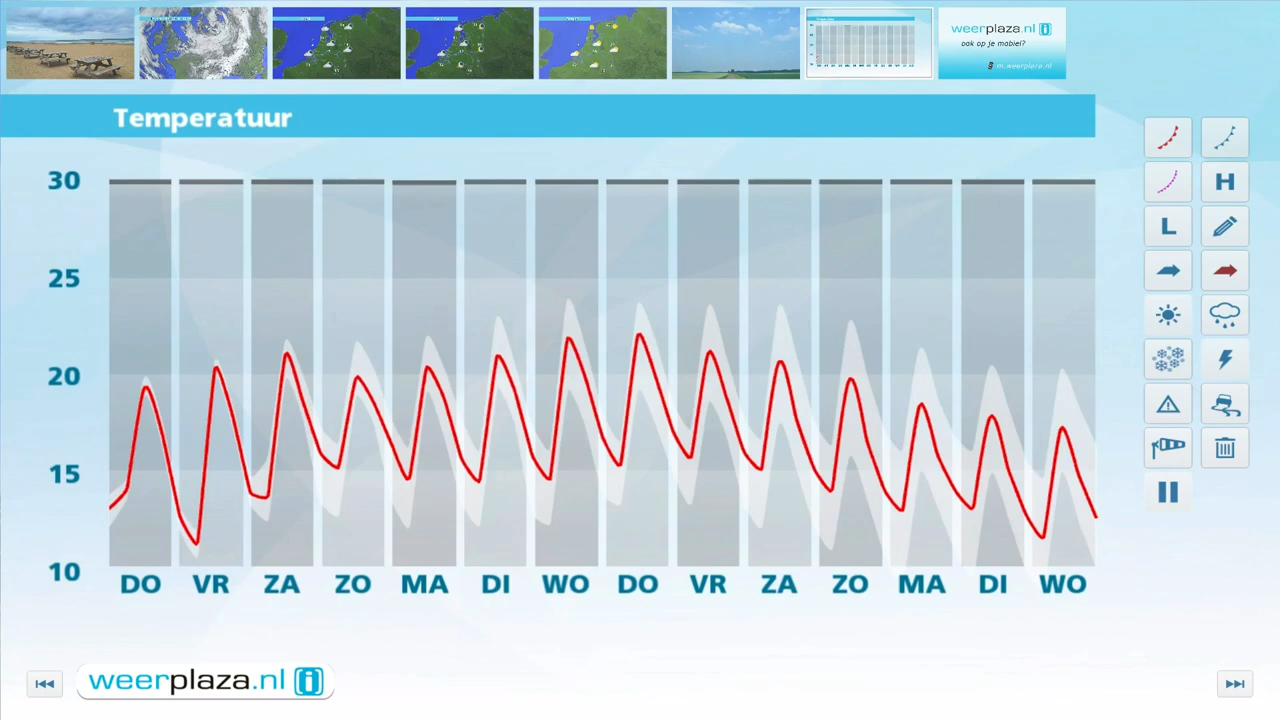 weerplaza.nl [i]
ook op je mobiel?
m.weerplaza.nl
Temperatuur
30
25
20
15
10
DO VR ZA ZO MA DI WO DO VR ZA ZO MA DI WO
H
L
weerplaza.nl [i]